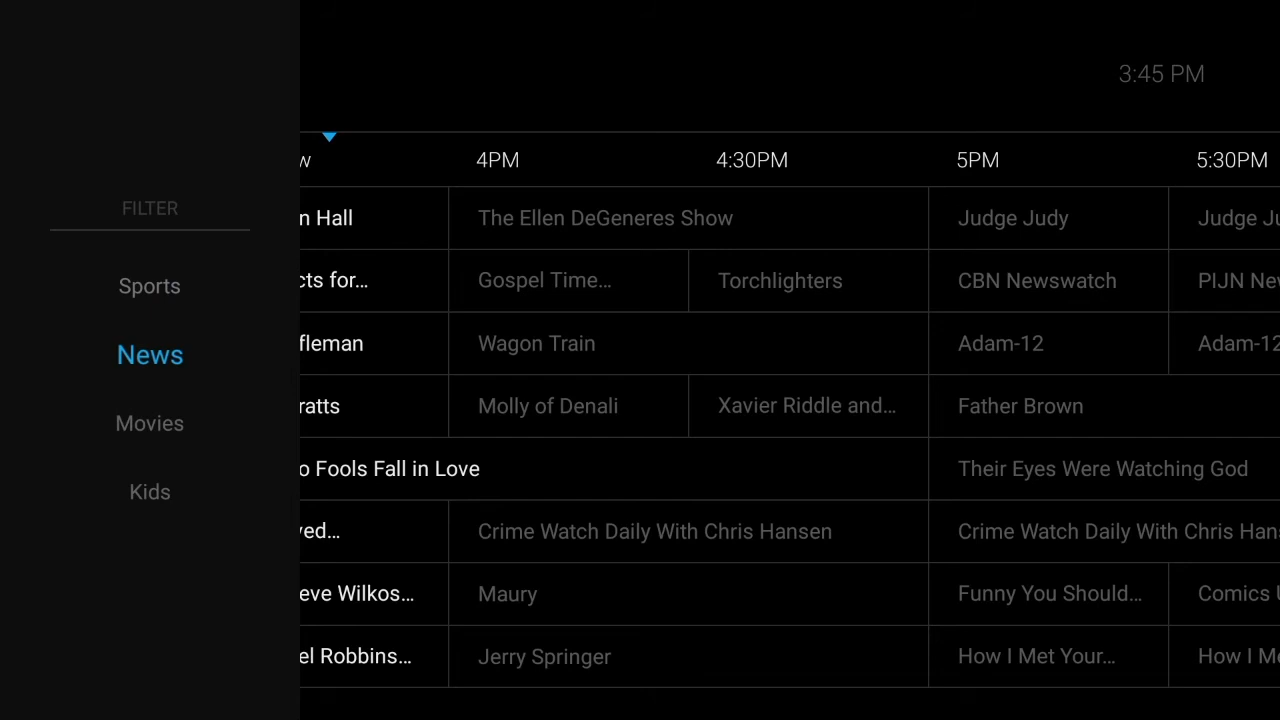 3:45 PM
w 4PM 4:30PM 5PM 5:30PM
FILTER
Sports
News
Movies
Kids
n Hall The Ellen DeGeneres Show Judge Judy Judge Ju
cts for… Gospel Time… Torchlighters CBN Newswatch PIJN Ne
fleman Wagon Train Adam-12 Adam-12
ratts Molly of Denali Xavier Riddle and… Father Brown
o Fools Fall in Love Their Eyes Were Watching God
ved… Crime Watch Daily With Chris Hansen Crime Watch Daily With Chris Han
eve Wilkos… Maury Funny You Should… Comics
el Robbins… Jerry Springer How I Met Your… How I M